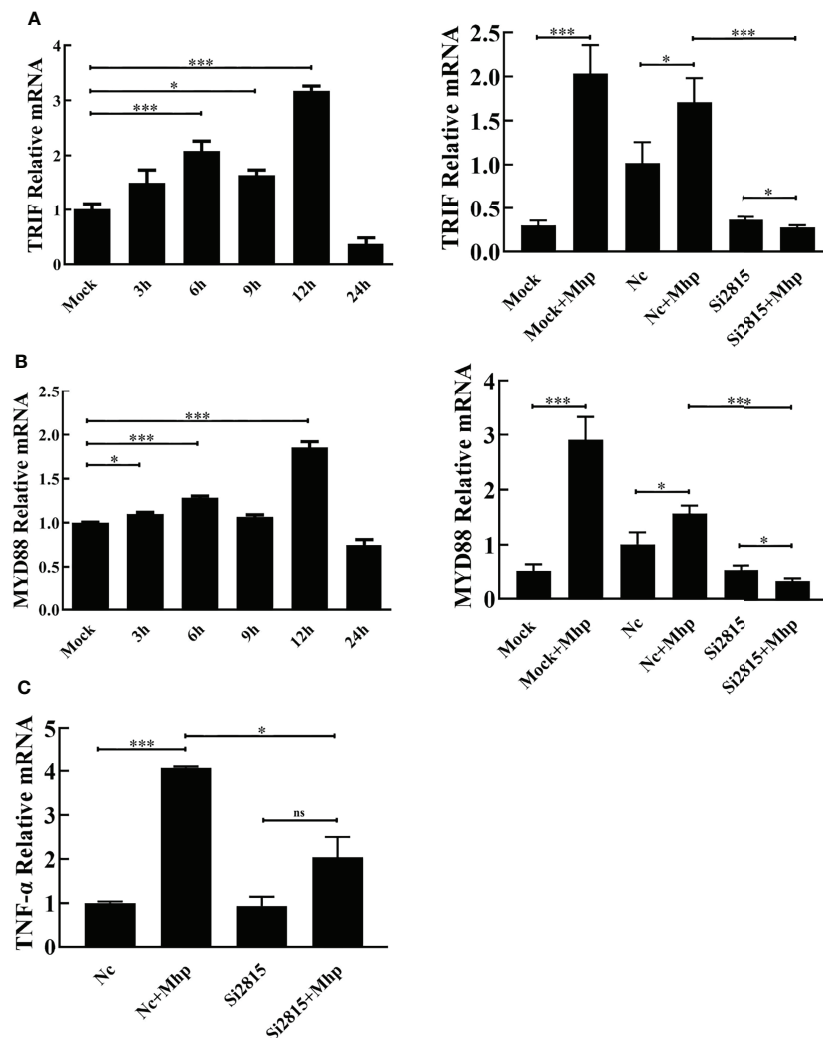 A
TRIF Relative mRNA
4
3
2
1
0
***
*
***
Mock
3h
6h
9h
12h
24h
TRIF Relative mRNA
2.5
2.0
1.5
1.0
0.5
0.0
***
***
*
*
Mock
Mock+Mhp
Nc
Nc+Mhp
Si2815
Si2815+Mhp
B
MYD88 Relative mRNA
2.5
2.0
1.5
1.0
0.5
0.0
***
***
*
Mock
3h
6h
9h
12h
24h
MYD88 Relative mRNA
4
3
2
1
0
***
***
*
*
Mock
Mock+Mhp
Nc
Nc+Mhp
Si2815
Si2815+Mhp
C
TNF-α Relative mRNA
5
4
3
2
1
0
***
*
ns
Nc
Nc+Mhp
Si2815
Si2815+Mhp